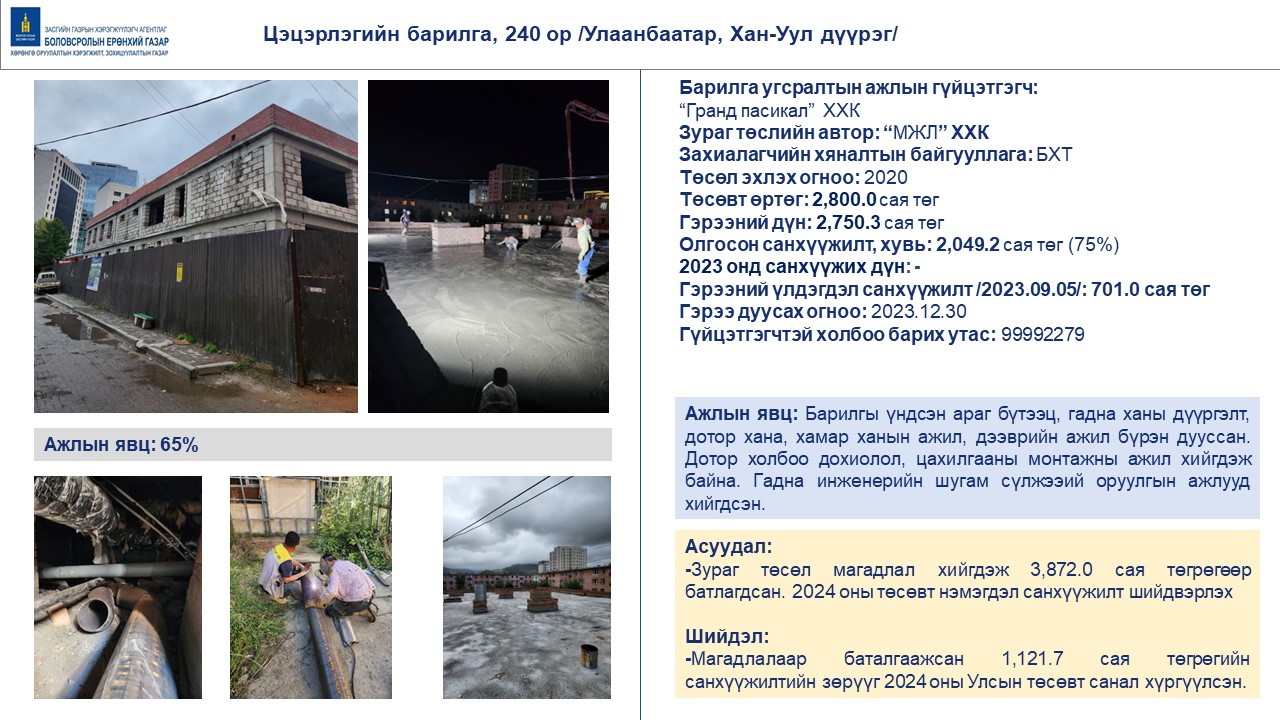 ЗАСГИЙН ГАЗРЫН ХЭРЭГЖҮҮЛЭГЧ АГЕНТЛАГ
БОЛОВСРОЛЫН ЕРӨНХИЙ ГАЗАР
ХӨРӨНГӨ ОРУУЛАЛТЫН ХЭРЭГЖИЛТ, ЗОХИЦУУЛАЛТЫН ГАЗАР
Цэцэрлэгийн барилга, 240 ор /Улаанбаатар, Хан-Уул дүүрэг/
Барилга угсралтын ажлын гүйцэтгэгч:
“Гранд пасикал” ХХК
Зураг төслийн автор: “МЖЛ” ХХК
Захиалагчийн хяналтын байгууллага: БХТ
Төсөл эхлэх огноо: 2020
Төсөвт өртөг: 2,800.0 сая төг
Гэрээний дүн: 2,750.3 сая төг
Олгосон санхүүжилт, хувь: 2,049.2 сая төг (75%)
2023 онд санхүүжих дүн: -
Гэрээний үлдэгдэл санхүүжилт /2023.09.05/: 701.0 сая төг
Гэрээ дуусах огноо: 2023.12.30
Гүйцэтгэгчтэй холбоо барих утас: 99992279
Ажлын явц: 65%
Ажлын явц: Барилгы үндсэн араг бүтээц, гадна ханы дүүргэлт,
дотор хана, хамар ханын ажил, дээврийн ажил бүрэн дууссан.
Дотор холбоо дохиолол, цахилгааны монтажны ажил хийгдэж
байна. Гадна инженерийн шугам сүлжээий оруулгын ажлууд
хийгдсэн.
Асуудал:
-Зураг төсөл магадлал хийгдэж 3,872.0 сая төгрөгөөр
батлагдсан. 2024 оны төсөвт нэмэгдэл санхүүжилт шийдвэрлэх
Шийдэл:
-Магадлалаар баталгаажсан 1,121.7 сая төгрөгийн
санхүүжилтийн зөрүүг 2024 оны Улсын төсөвт санал хүргүүлсэн.